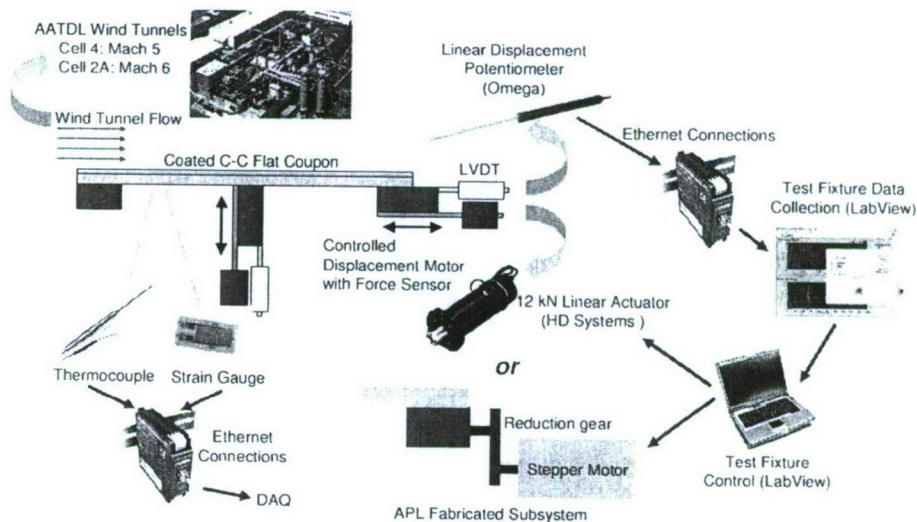 AATDL Wind Tunnels
Cell 4: Mach 5
Cell 2A: Mach 6
Wind Tunnel Flow
Coated C-C Flat Coupon
LVDT
Controlled
Displacement Motor
with Force Sensor
Linear Displacement
Potentiometer
(Omega)
Ethernet Connections
Test Fixture Data
Collection (LabView)
12 kN Linear Actuator
(HD Systems )
or
Thermocouple
Strain Gauge
Ethernet
Connections
DAQ
Reduction gear
Stepper Motor
APL Fabricated Subsystem
Test Fixture
Control (LabView)